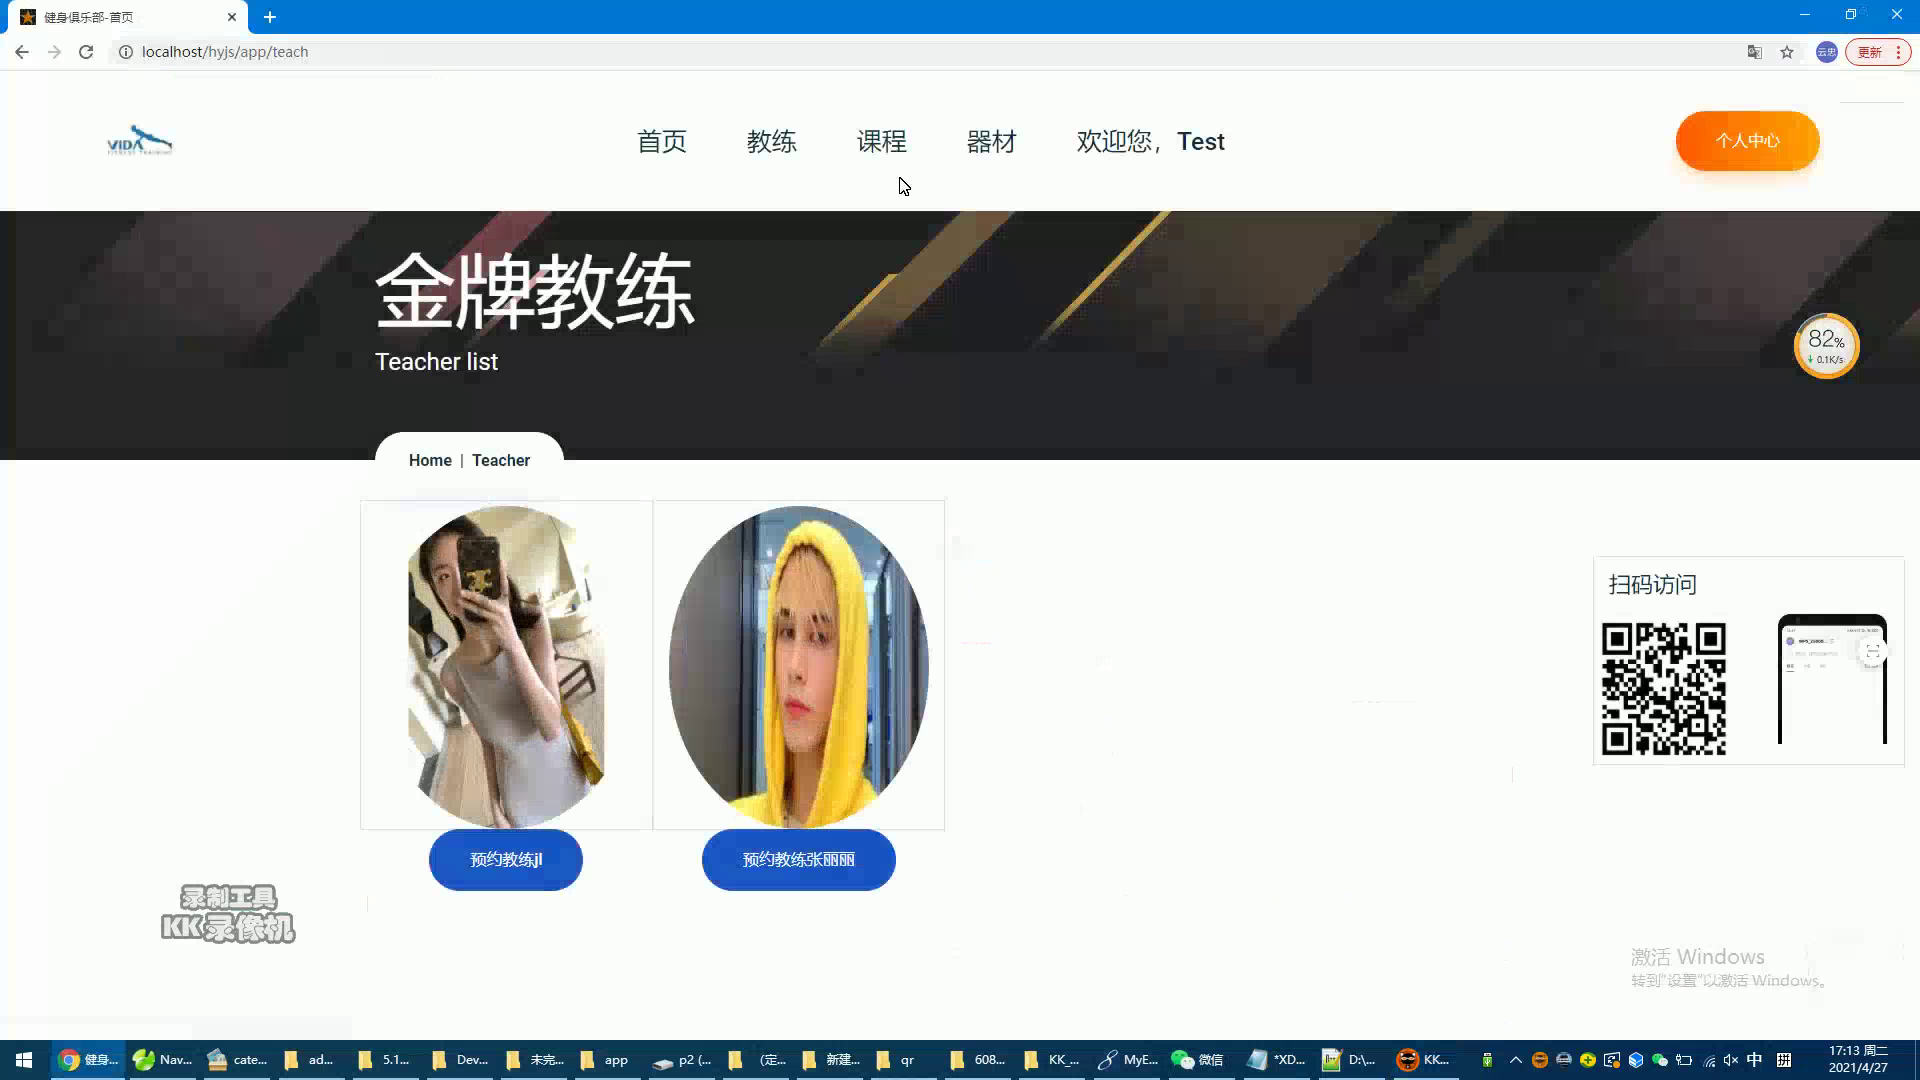 健身俱乐部-首页
localhost/hyjs/app/teach
云忠
更新
VIDA
FITNESS TRAINING
首页
教练
课程
器材
欢迎您，Test
个人中心
金牌教练
Teacher list
82%
0.1K/s
Home | Teacher
扫码访问
预约教练jl
预约教练张丽丽
录制工具
KK录像机
激活 Windows
转到"设置"以激活 Windows。
健身...
Nav...
cate...
ad...
5.1...
Dev...
未完...
app
p2 (...
(定...
新建...
qr
608...
KK_...
MyE...
微信
*XD...
D:\...
KK...
中
拼
17:13 周二
2021/4/27